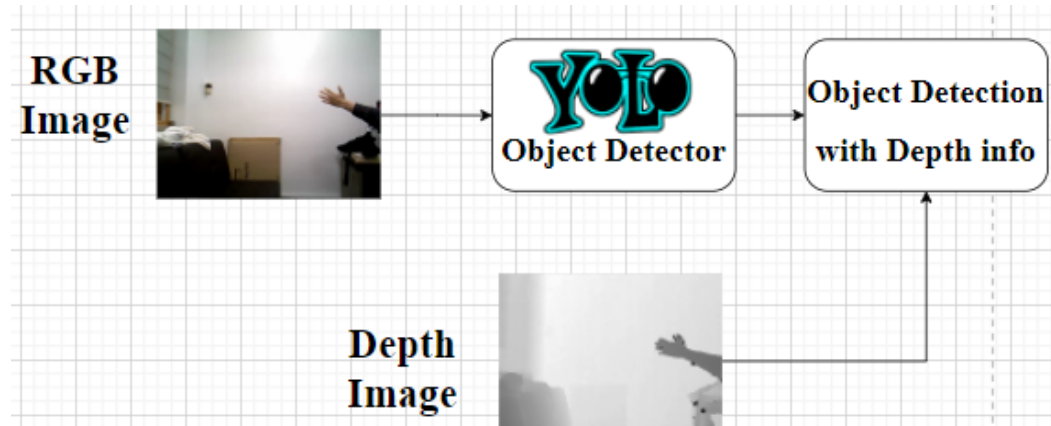 RGB
Image
YOLO
Object Detector
Object Detection
with Depth info
Depth
Image